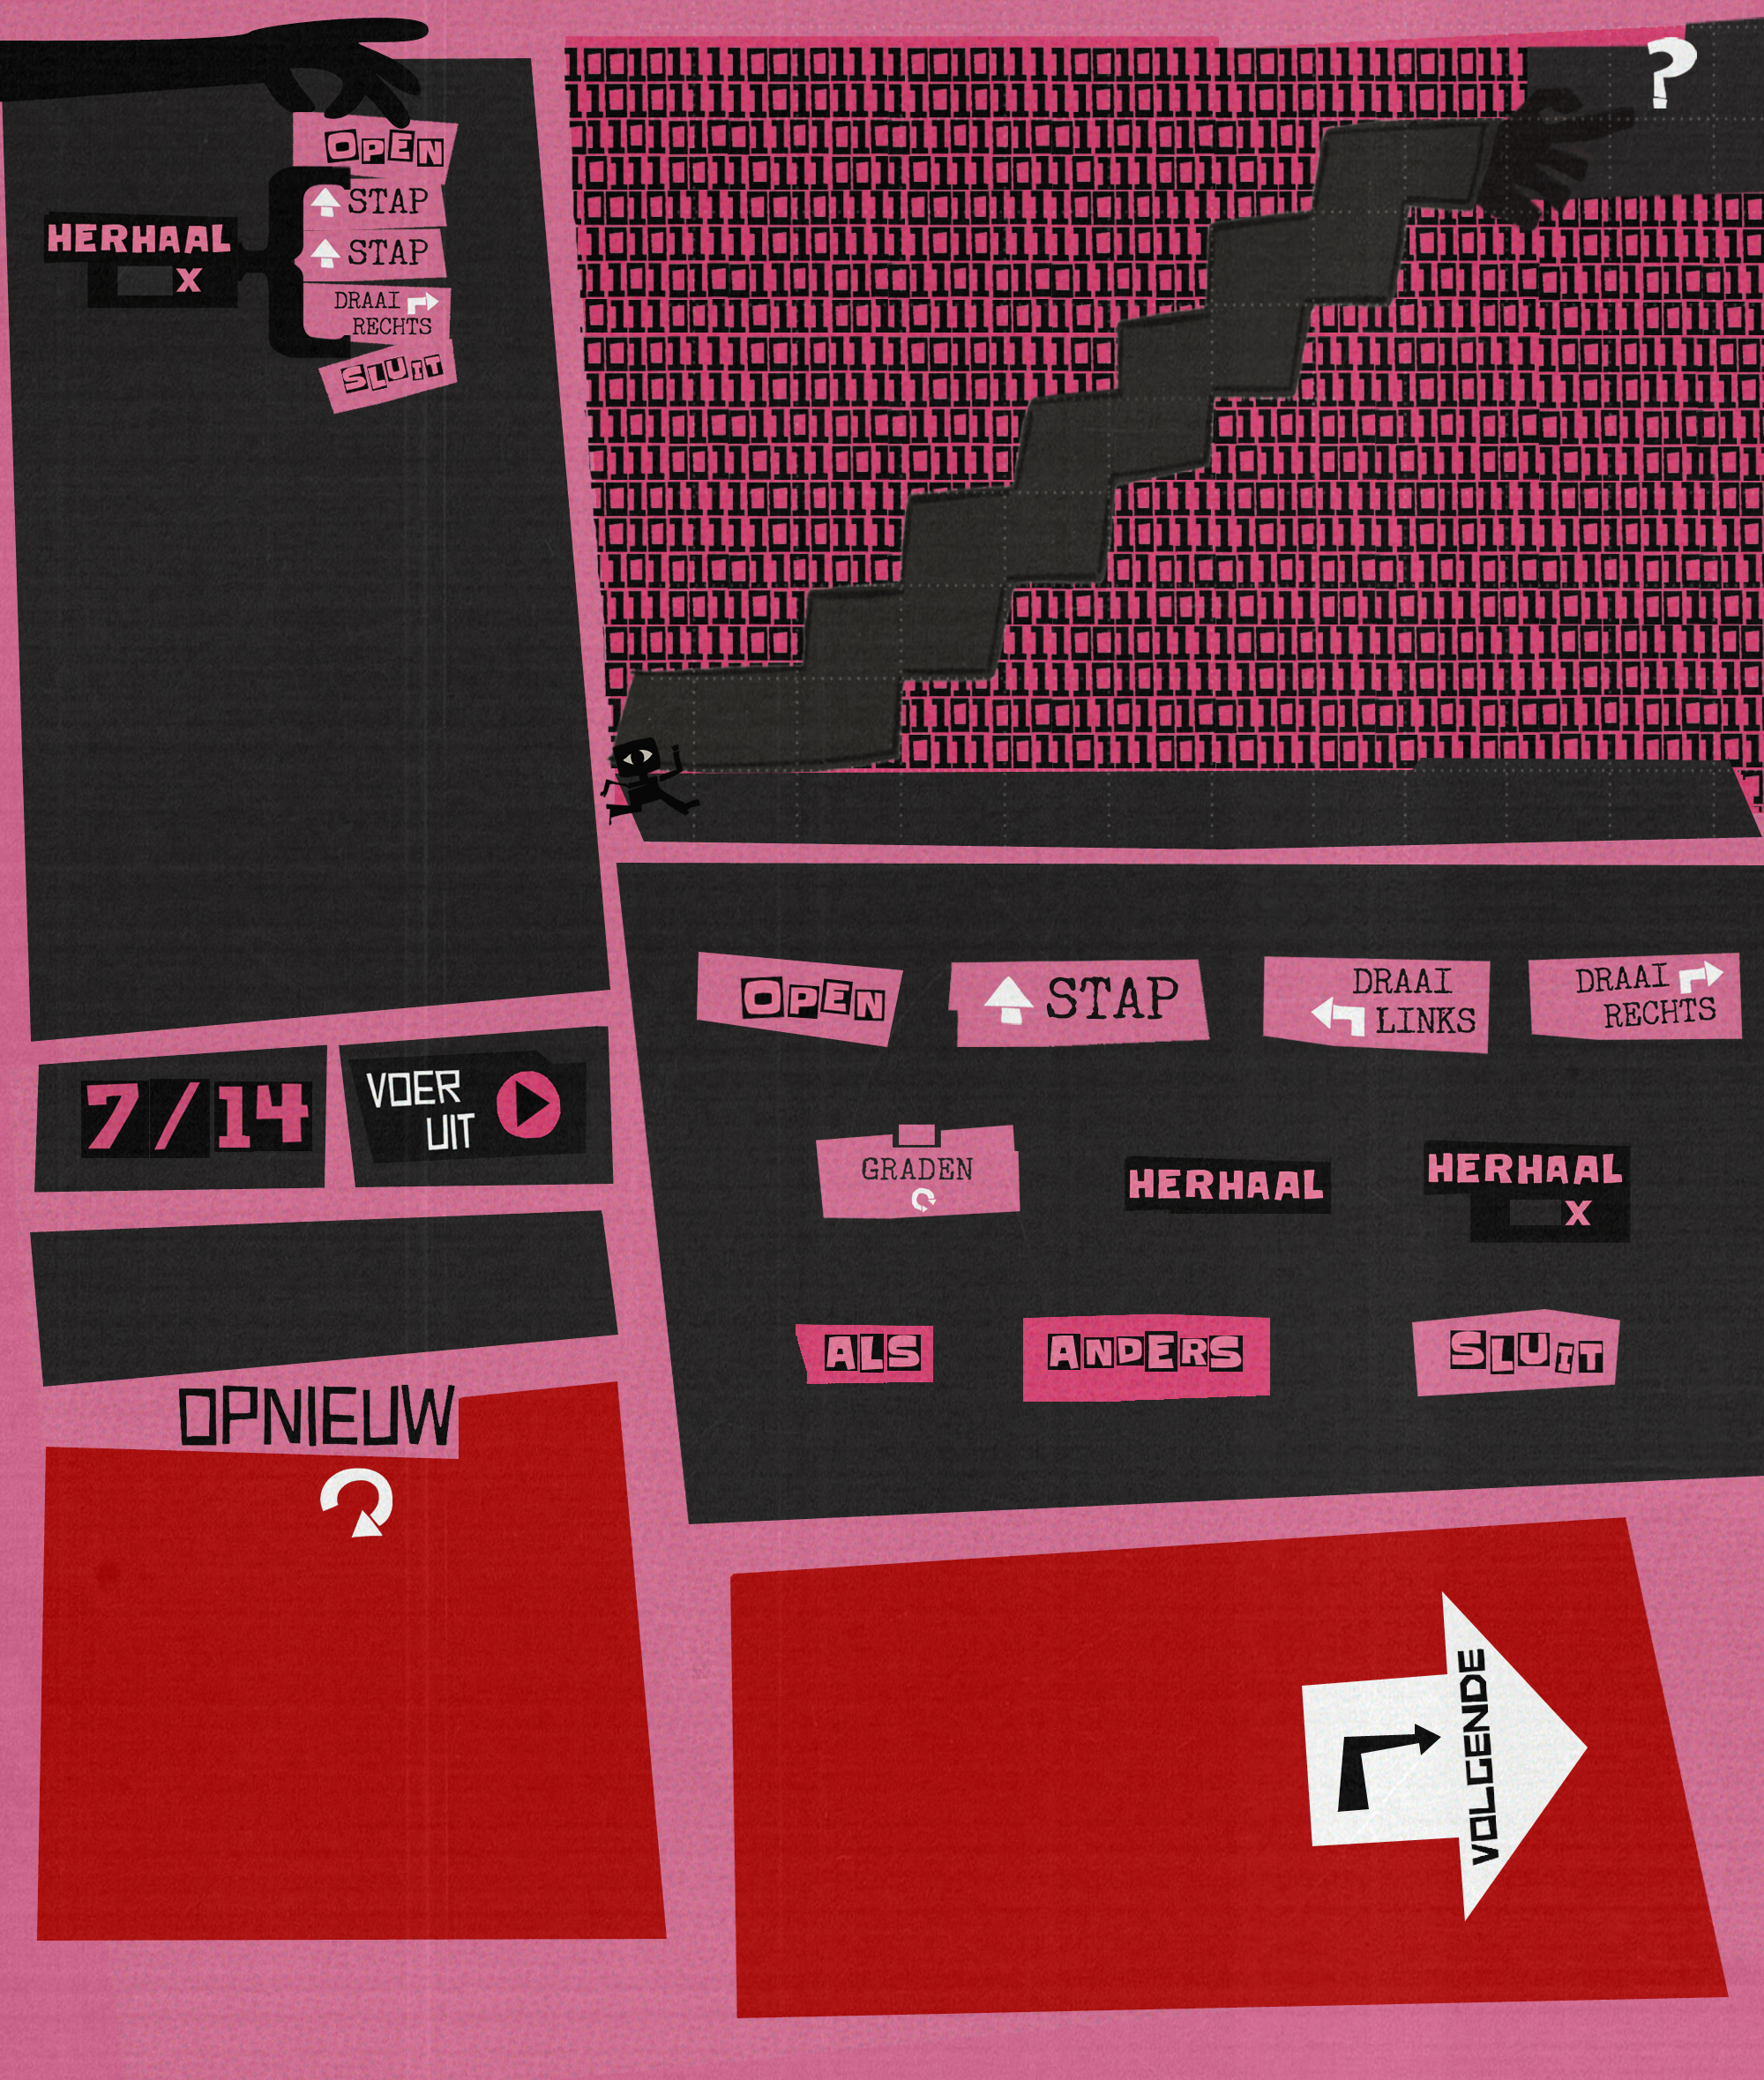 OPEN
STAP
HERHAAL
STAP
X
DRAAI
RECHTS
SLUIT
?
OPEN
STAP
DRAAI
LINKS
DRAAI
RECHTS
7/14
VOER
UIT
GRADEN
HERHAAL
HERHAAL
X
ALS
ANDERS
SLUIT
OPNIEUW
VOLGENDE